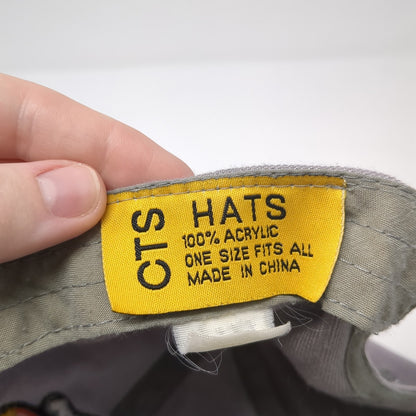 CTS
HATS
100% ACRYLIC
ONE SIZE FITS ALL
MADE IN CHINA